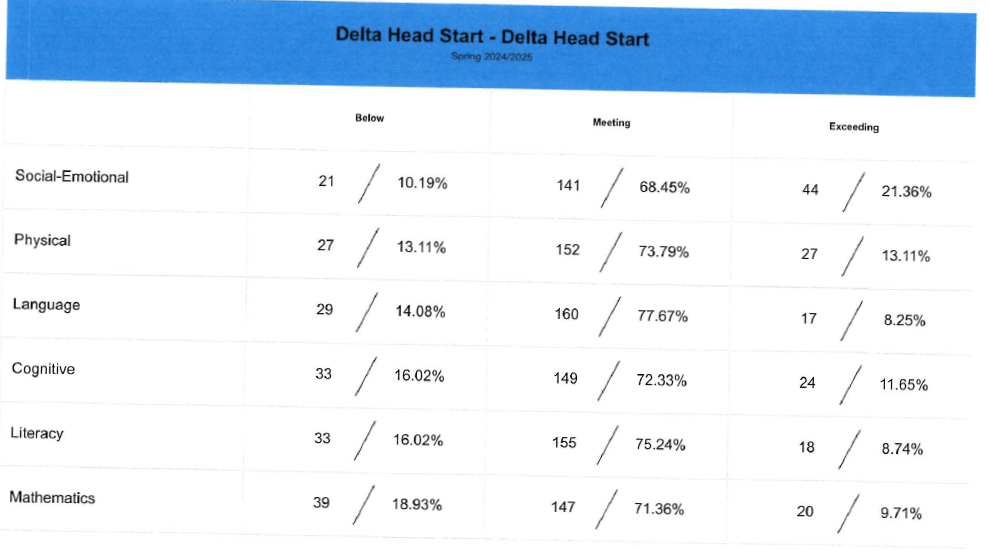 Delta Head Start - Delta Head Start
Spring 2024/2025
Below Meeting Exceeding
Social-Emotional 21 / 10.19% 141 / 68.45% 44 / 21.36%
Physical 27 / 13.11% 152 / 73.79% 27 / 13.11%
Language 29 / 14.08% 160 / 77.67% 17 / 8.25%
Cognitive 33 / 16.02% 149 / 72.33% 24 / 11.65%
Literacy 33 / 16.02% 155 / 75.24% 18 / 8.74%
Mathematics 39 / 18.93% 147 / 71.36% 20 / 9.71%